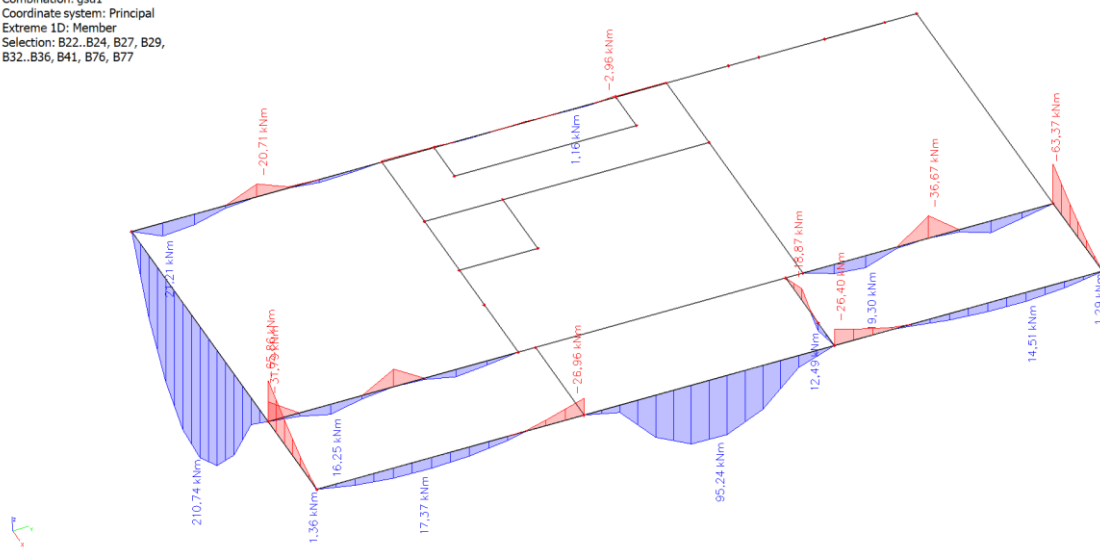 Coordinate system: Principal
Extreme 1D: Member
Selection: B22..B24, B27, B29,
B32..B36, B41, B76, B77
-2,96 kNm
1,16 kNm
-20,71 kNm
-63,37 kNm
-36,67 kNm
-26,40 kNm
12,49 kNm
14,51 kNm
-26,96 kNm
16,25 kNm
95,24 kNm
17,37 kNm
210,74 kNm
1,36 kNm